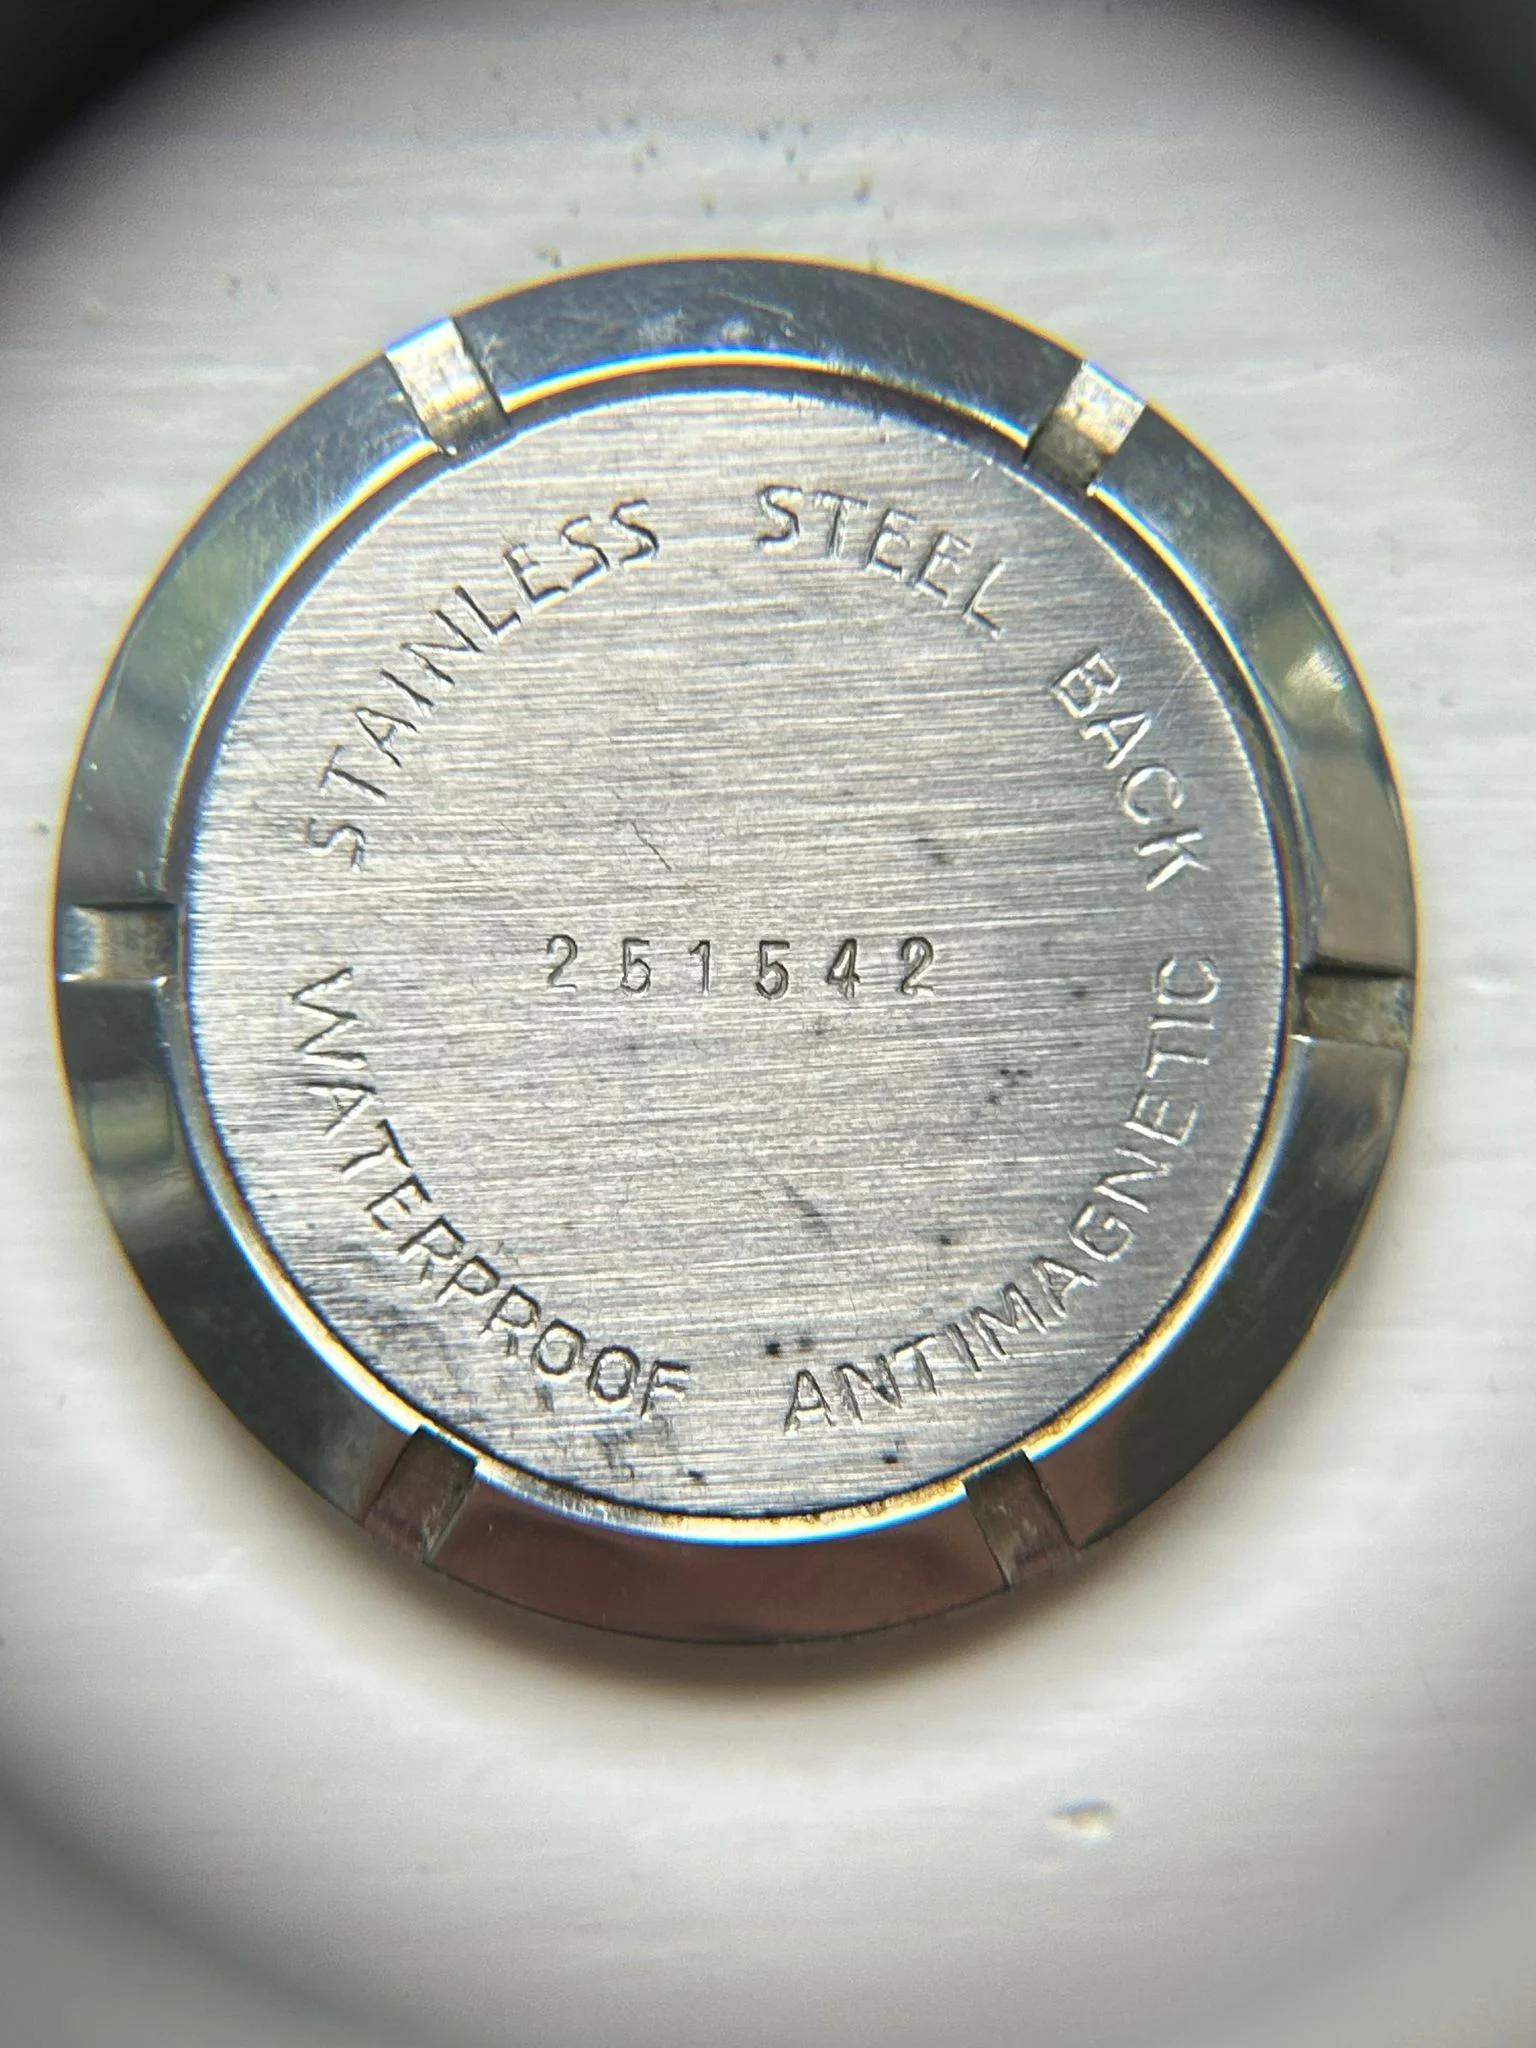 STAINLESS STEEL BACK
251542
WATERPROOF ANTIMAGNETIC